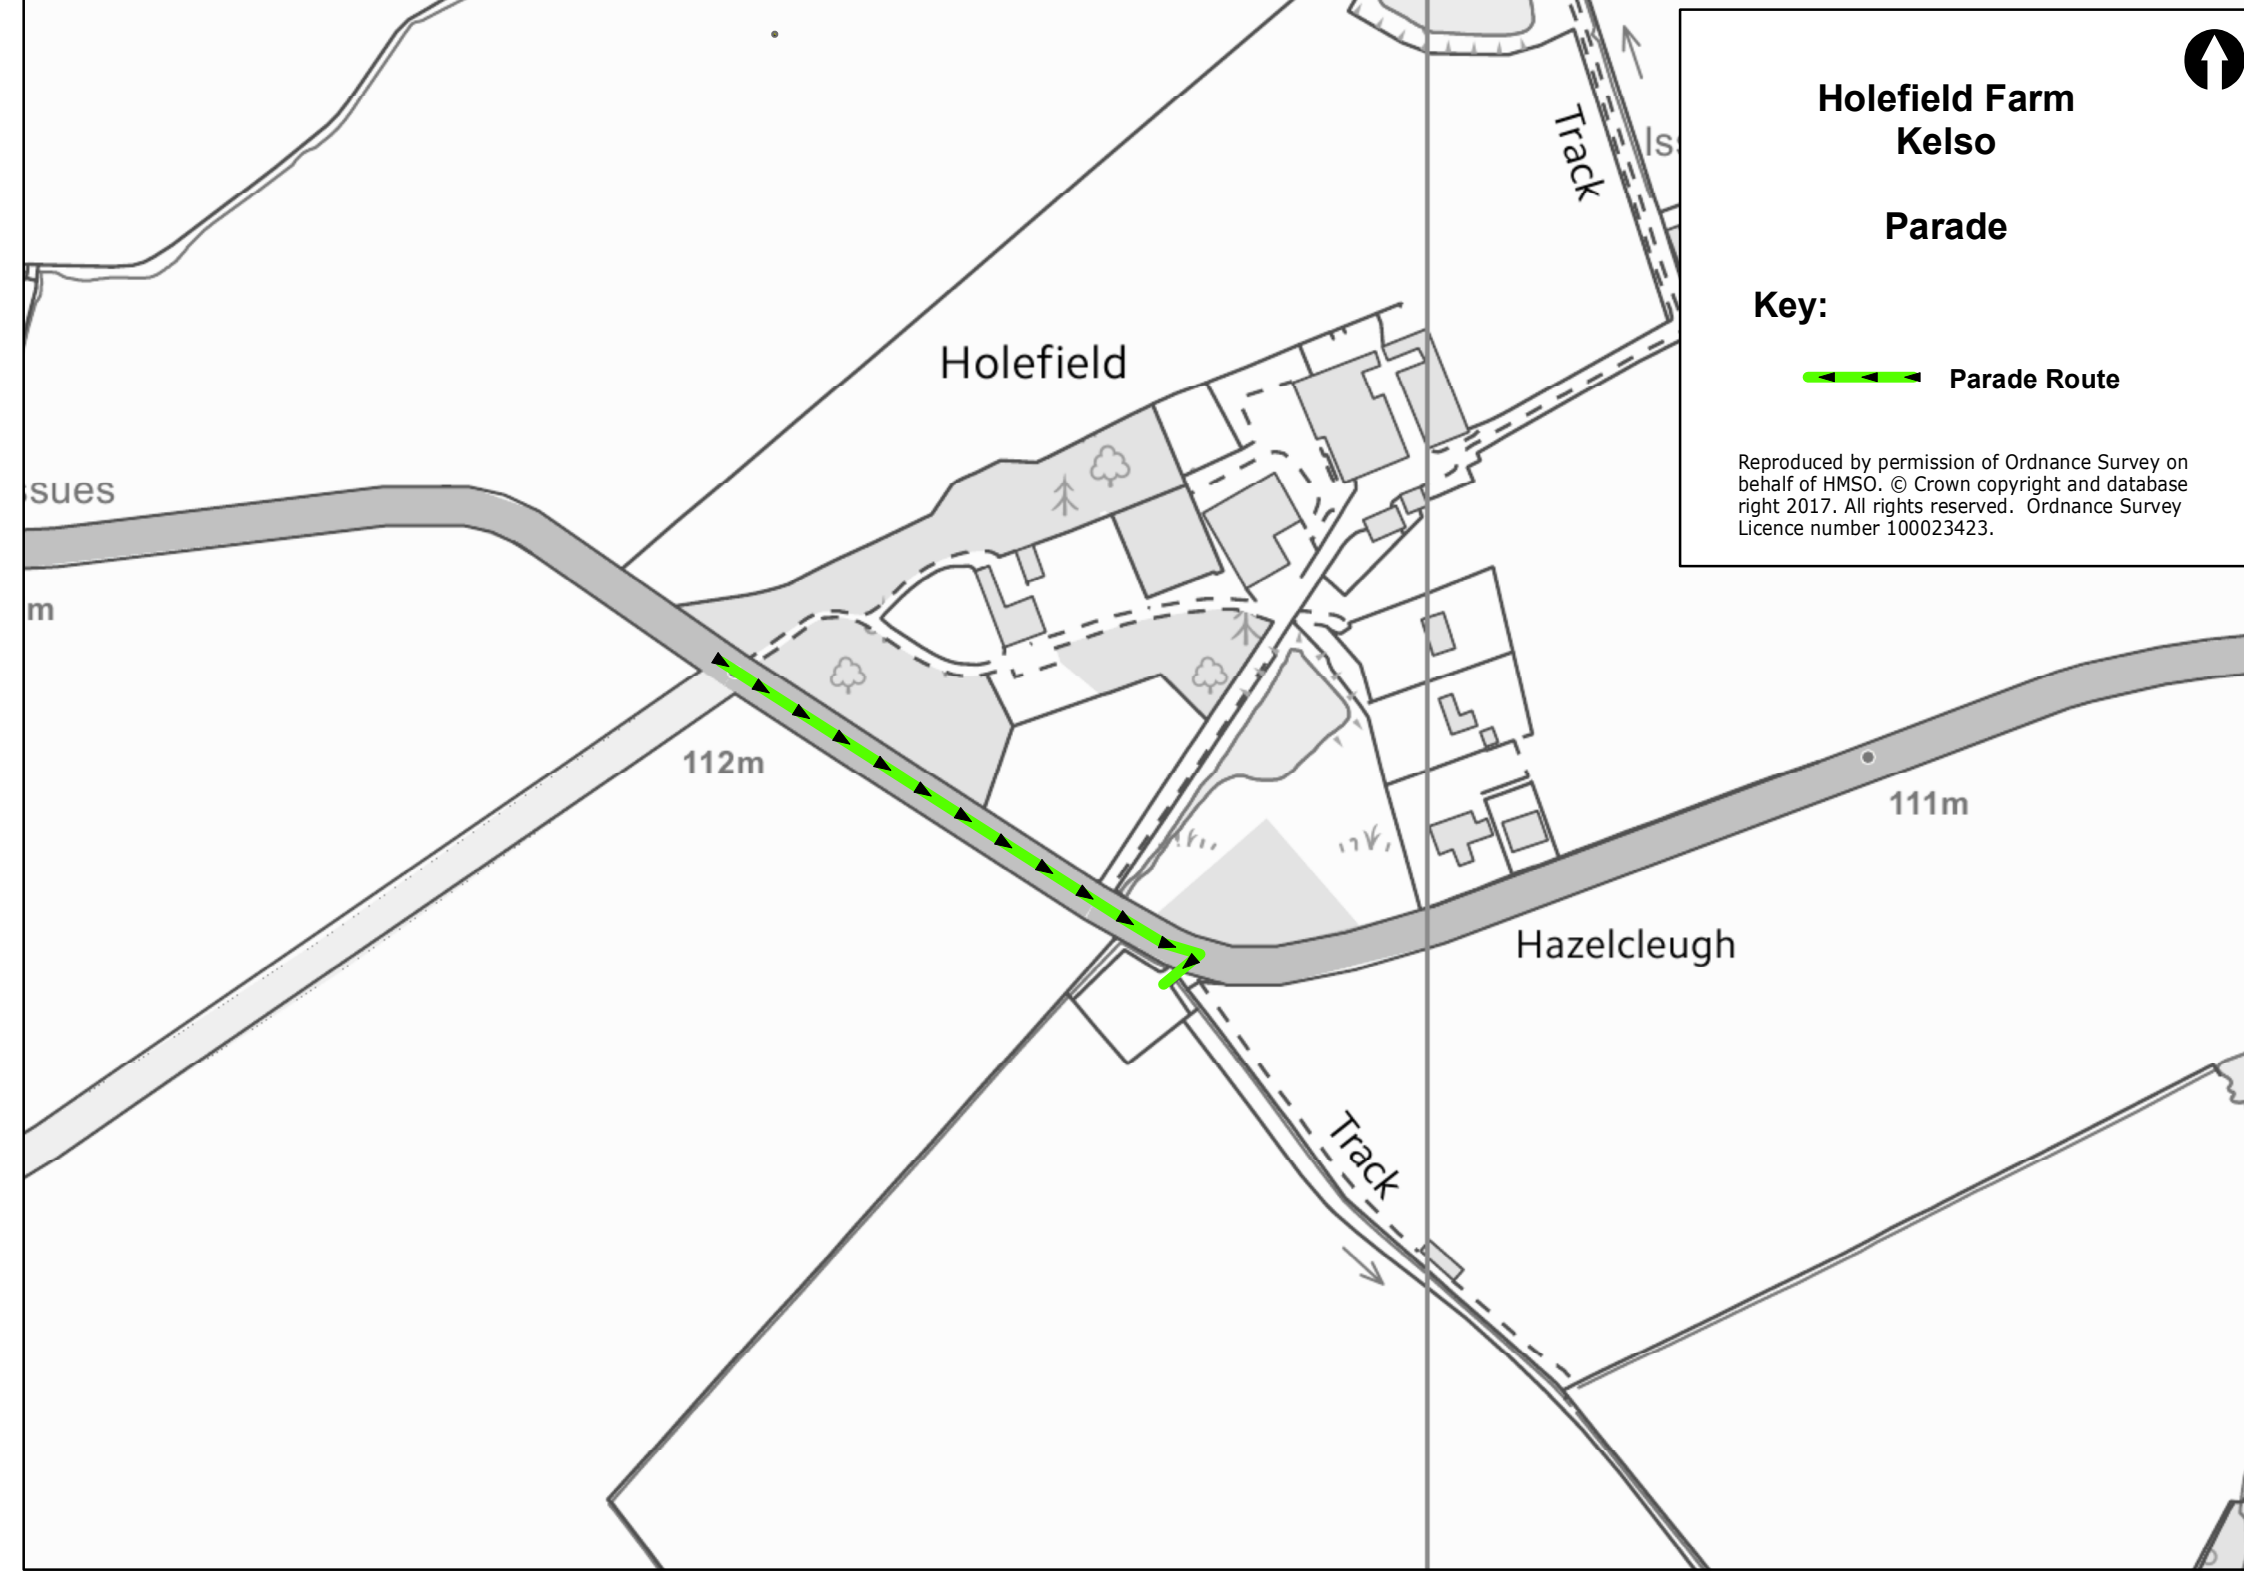 Holefield Farm
Kelso
Parade
Key:
Parade Route
Reproduced by permission of Ordnance Survey on
behalf of HMSO. © Crown copyright and database
right 2017. All rights reserved.  Ordnance Survey
Licence number 100023423.
Track
Iss
Holefield
ssues
m
112m
111m
Hazelcleugh
Track